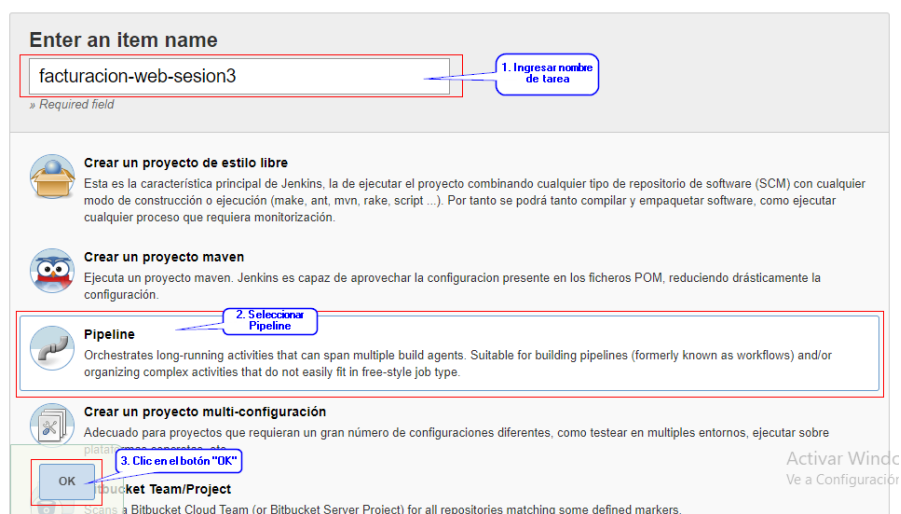 Enter an item name
facturacion-web-sesion3
1. Ingresar nombre
de tarea
» Required field
Crear un proyecto de estilo libre
Esta es la característica principal de Jenkins, la de ejecutar el proyecto combinando cualquier tipo de repositorio de software (SCM) con cualquier
modo de construcción o ejecución (make, ant, mvn, rake, script ...). Por tanto se podrá tanto compilar y empaquetar software, como ejecutar
cualquier proceso que requiera monitorización.
Crear un proyecto maven
Ejecuta un proyecto maven. Jenkins es capaz de aprovechar la configuracion presente en los ficheros POM, reduciendo drásticamente la
configuración.
2. Seleccionar
Pipeline
Pipeline
Orchestrates long-running activities that can span multiple build agents. Suitable for building pipelines (formerly known as workflows) and/or
organizing complex activities that do not easily fit in free-style job type.
Crear un proyecto multi-configuración
Adecuado para proyectos que requieran un gran número de configuraciones diferentes, como testear en multiples entornos, ejecutar sobre
3. Clic en el botón "OK"
OK
Team/Project
Scans a Bitbucket Cloud Team (or Bitbucket Server Project) for all repositories matching some defined markers.
Activar Windo
Ve a Configuración